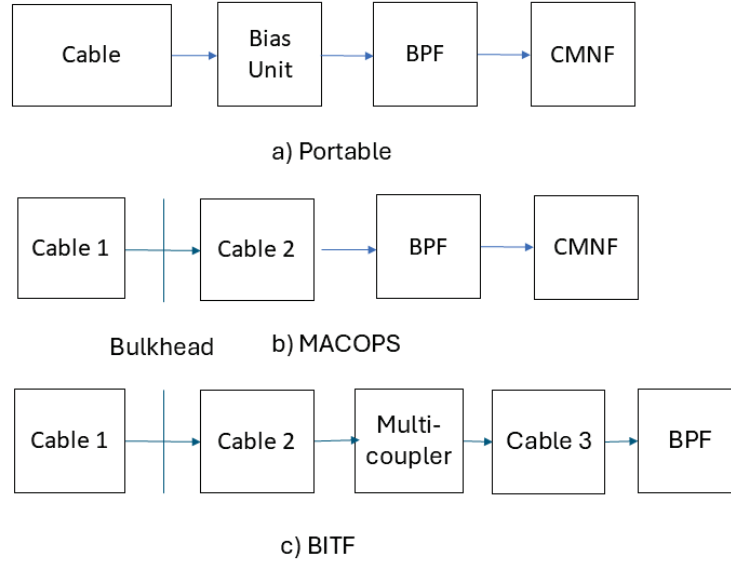 Cable
Bias
Unit
BPF
CMNF
a) Portable
Cable 1
Cable 2
BPF
CMNF
Bulkhead
b) MACOPS
Cable 1
Cable 2
Multi-
coupler
Cable 3
BPF
c) BITF